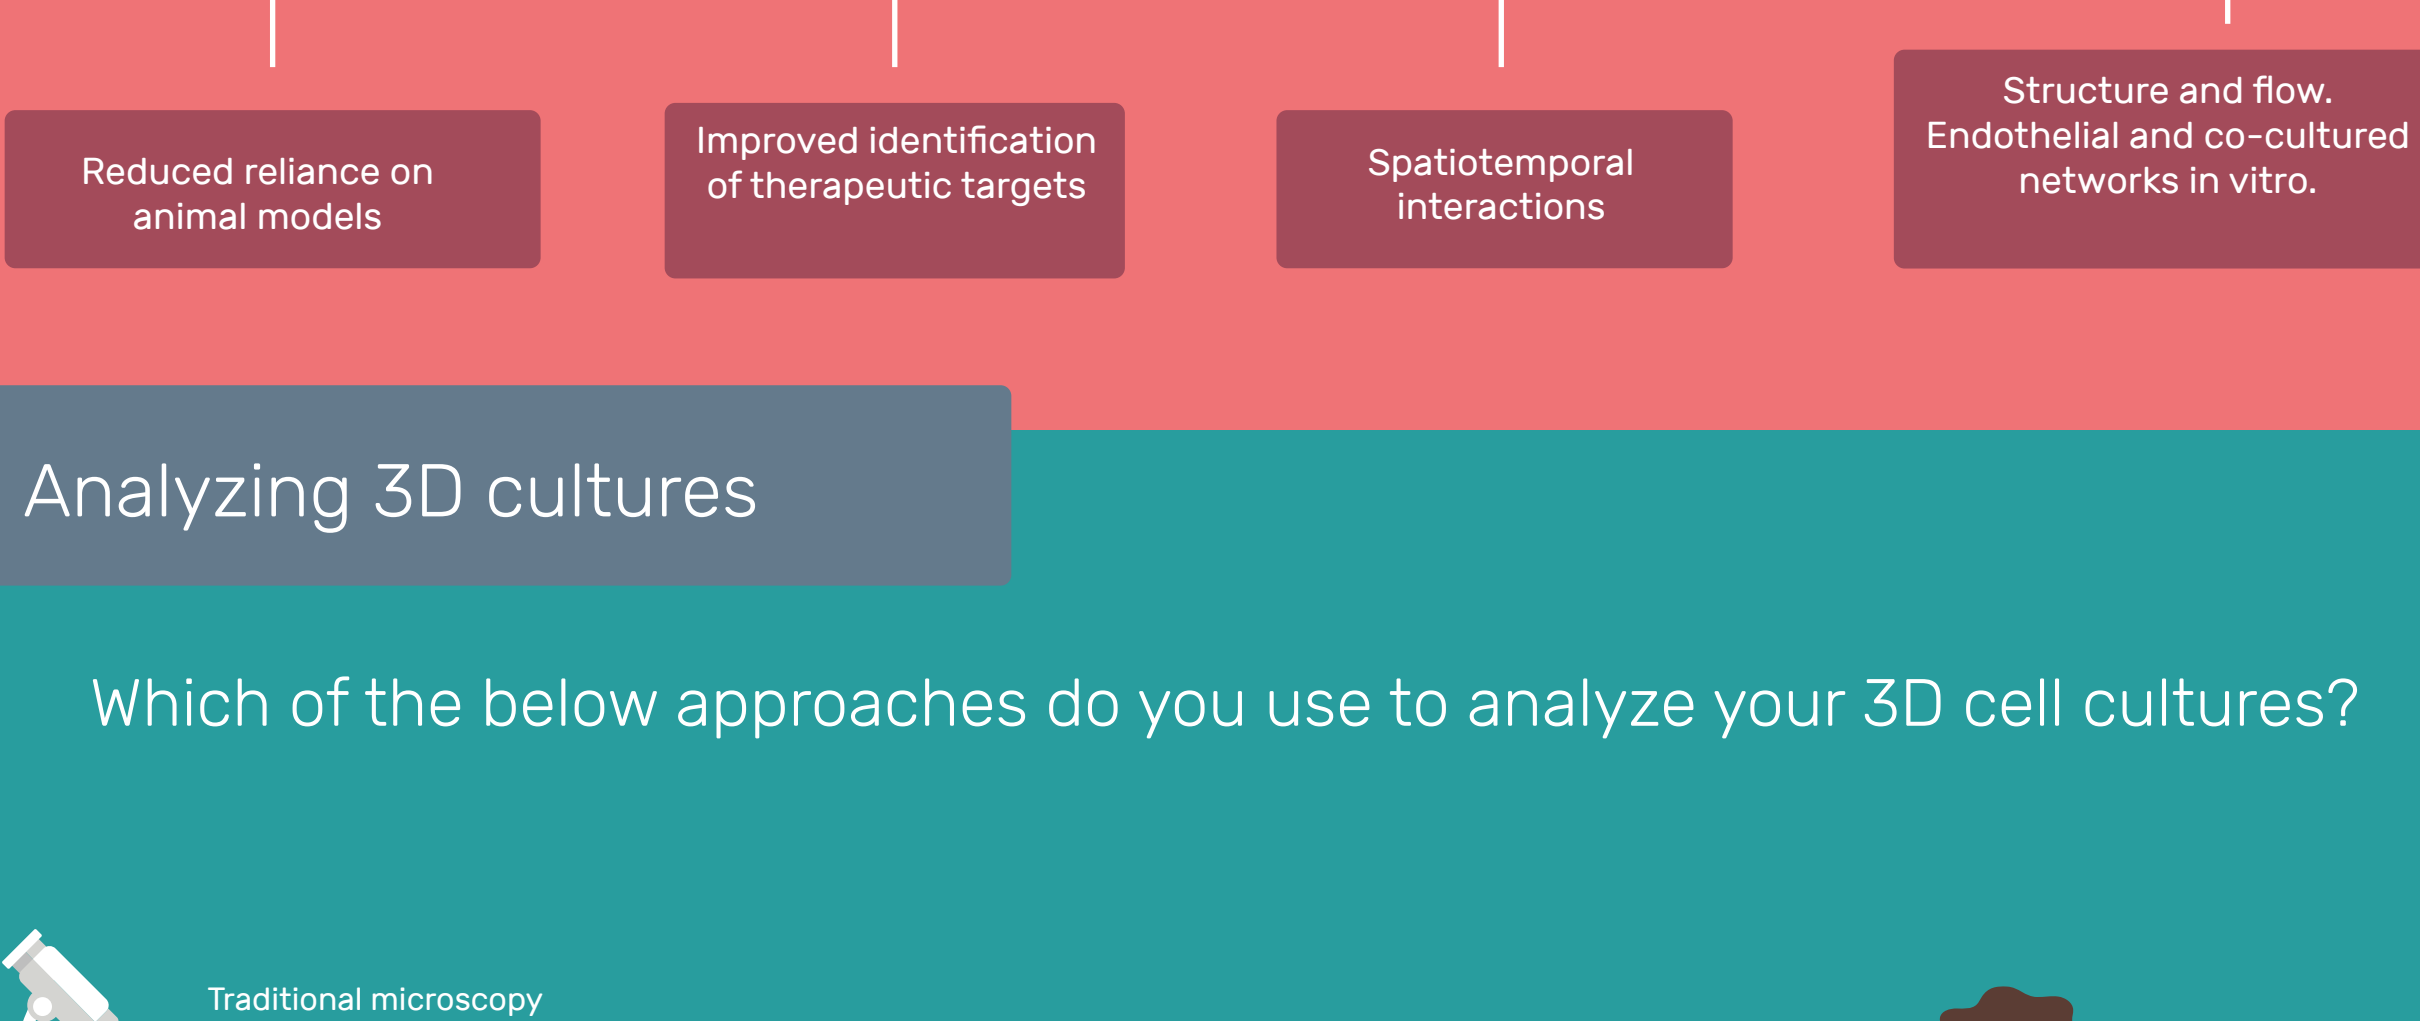 Reduced reliance on
animal models
Improved identification
of therapeutic targets
Spatiotemporal
interactions
Structure and flow.
Endothelial and co-cultured
networks in vitro.
Analyzing 3D cultures
Which of the below approaches do you use to analyze your 3D cell cultures?
Traditional microscopy